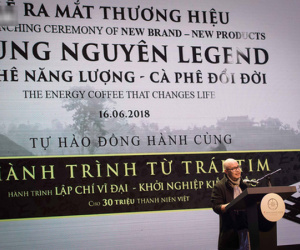 Ễ RA MẮT THƯƠNG HIỆU
NCHING CEREMONY OF NEW BRAND – NEW PRODUCTS
UNG NGUYÊN LEGEND
HÊ NĂNG LƯỢNG - CÀ PHÊ ĐỔI ĐỜI
THE ENERGY COFFEE THAT CHANGES LIFE
16.06.2018
TỰ HÀO ĐỒNG HÀNH CÙNG
HÀNH TRÌNH TỪ TRÁI TIM
HÀNH TRÌNH LẬP CHÍ VĨ ĐẠI - KHỞI NGHIỆP
CHO 30 TRIỆU THANH NIÊN VIỆT